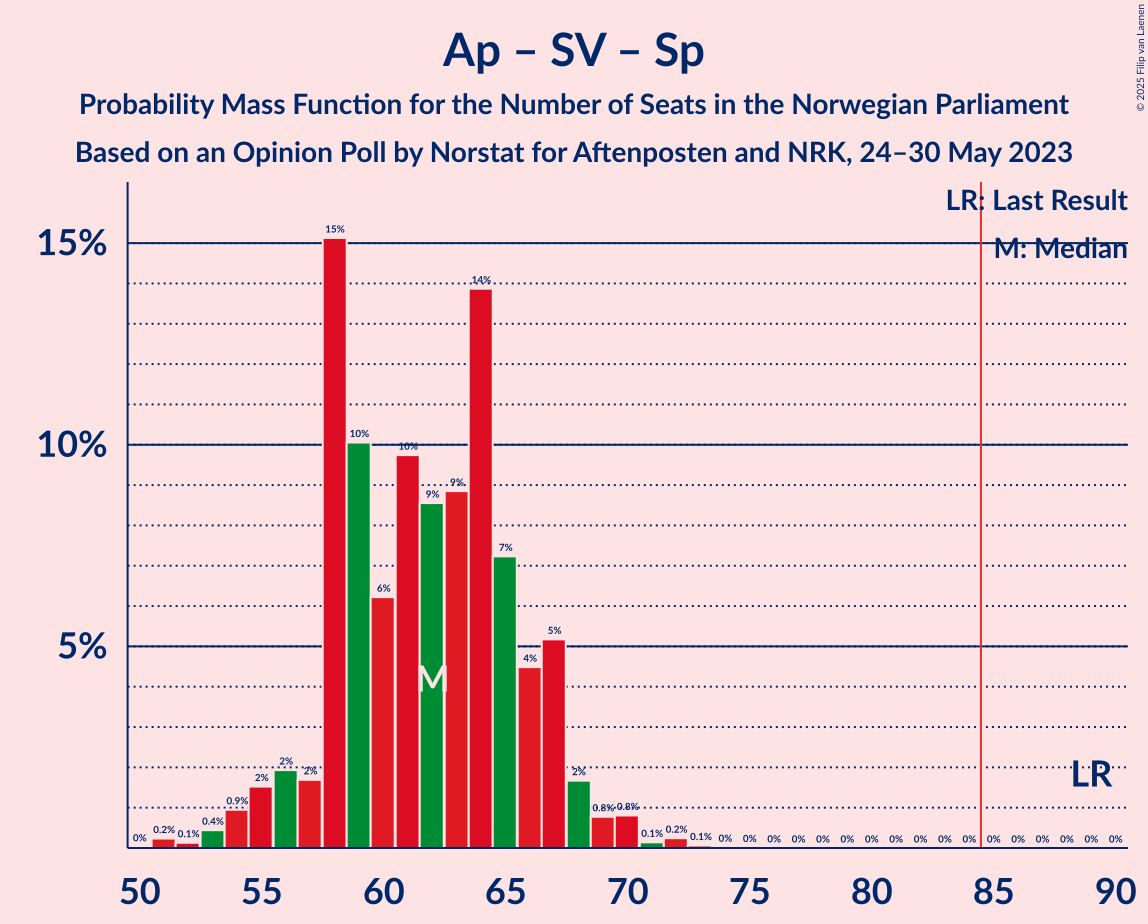 Ap – SV – Sp
Probability Mass Function for the Number of Seats in the Norwegian Parliament
Based on an Opinion Poll by Norstat for Aftenposten and NRK, 24–30 May 2023
© 2025 Filip van Laenen
LR: Last Result
M: Median
15%
10%
5%
0% 0.2% 0.1% 0.4% 0.9% 2% 2% 2% 15% 10% 6% 10% 9% 9% 14% 7% 4% 5% 2% 0.8% 0.8% 0.1% 0.2% 0.1% 0% 0% 0% 0% 0% 0% 0% 0% 0% 0% 0% 0% 0% 0% 0% 0% 0%
M
LR
50 55 60 65 70 75 80 85 90